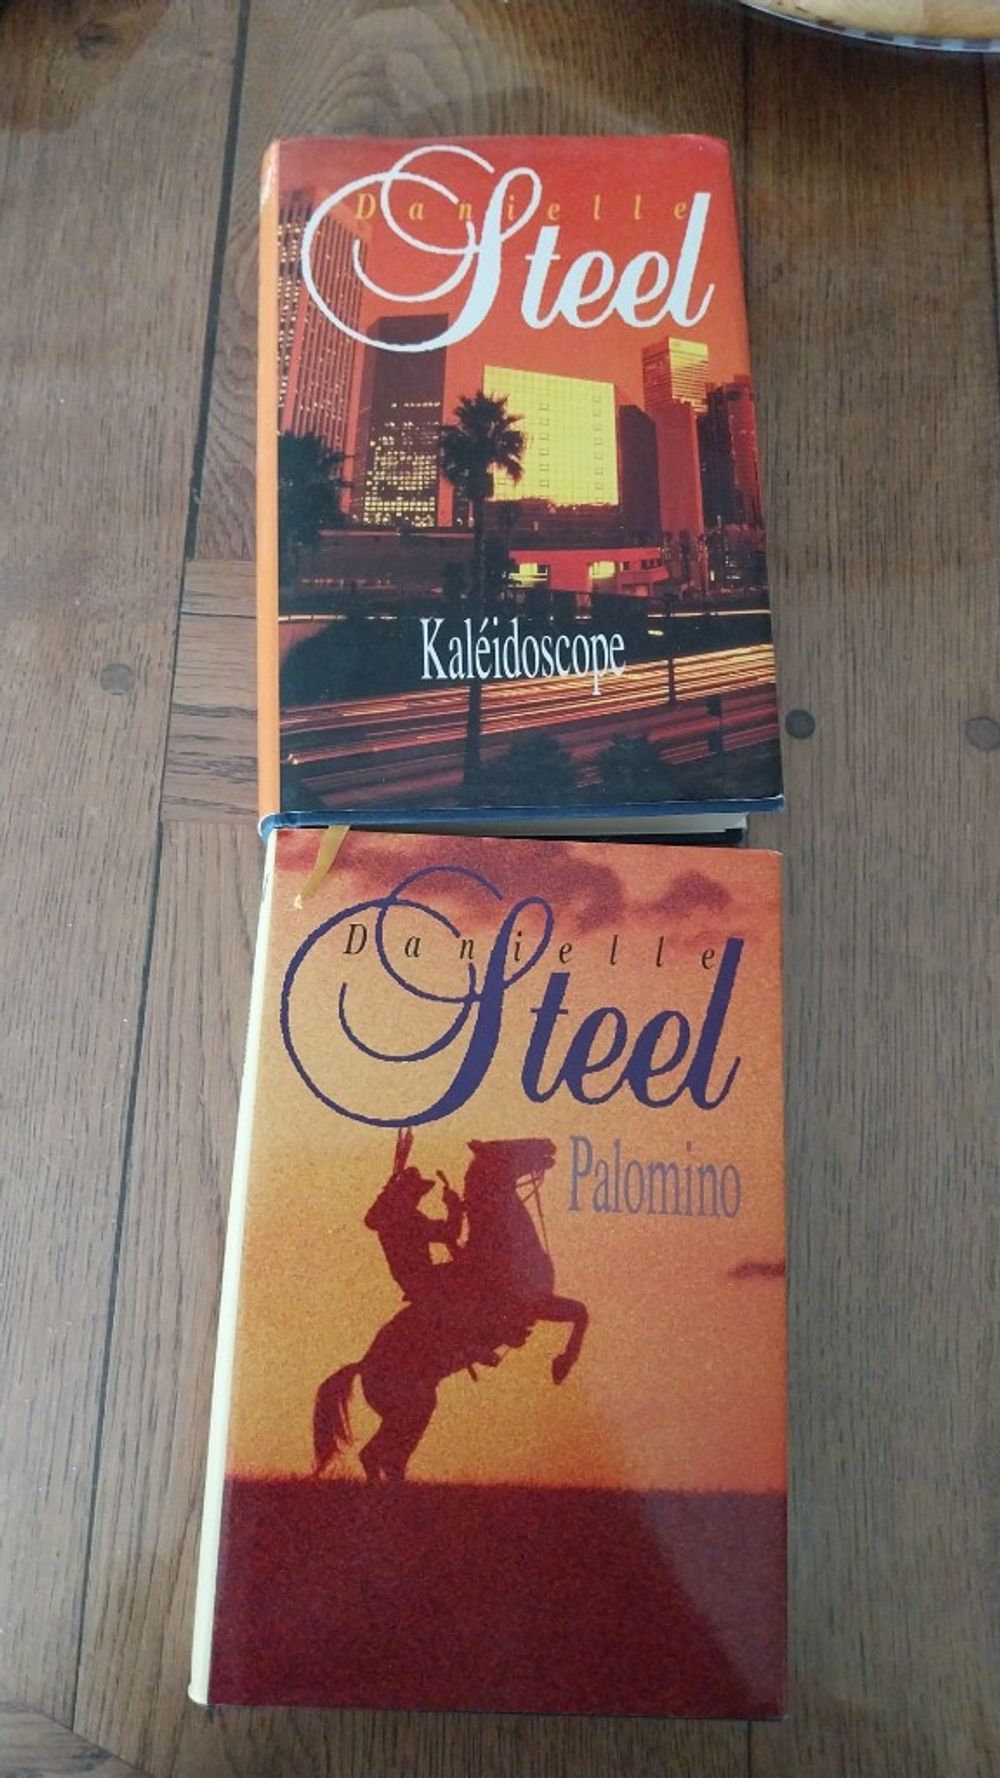 Danielle
Steel
Kaléidoscope
Danielle
Steel
Palomino